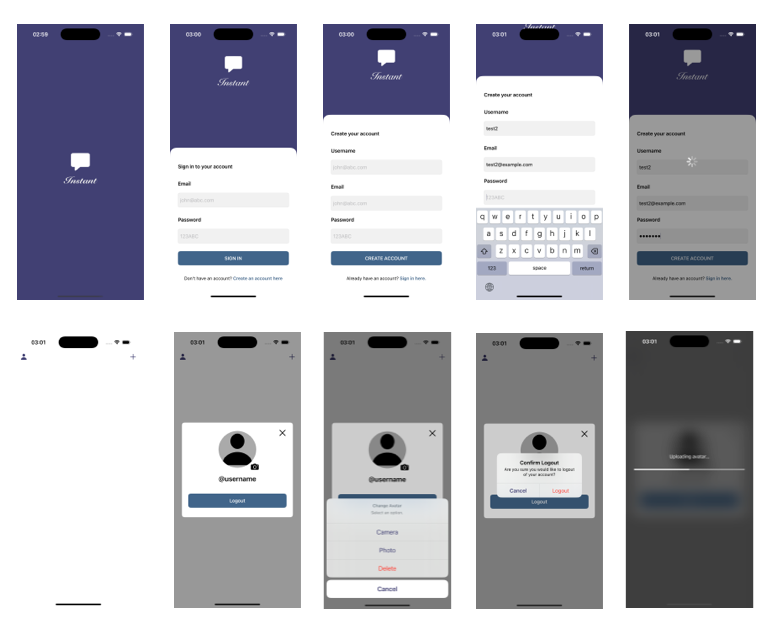 02:59
Instant
03:00
Instant
Sign in to your account
Email
john@abc.com
Password
123ABC
SIGN IN
Don't have an account? Create an account here
03:00
Instant
Create your account
Username
john@abc.com
Email
john@abc.com
Password
123ABC
CREATE ACCOUNT
Already have an account? Sign in here.
03:01
Instant
Create your account
Username
test2
Email
test2@example.com
Password
123ABC
q w e r t y u i o p
a s d f g h j k l
z x c v b n m
123 space return
03:01
Instant
Create your account
Username
test2
Email
test2@example.com
Password
•••••••
CREATE ACCOUNT
Already have an account? Sign in here.
03:01
03:01
@username
Logout
03:01
@username
Change Avatar
Select an option
Camera
Photo
Delete
Cancel
03:01
Confirm Logout
Are you sure you would like to logout
of your account?
Cancel Logout
Logout
03:01
Uploading avatar...